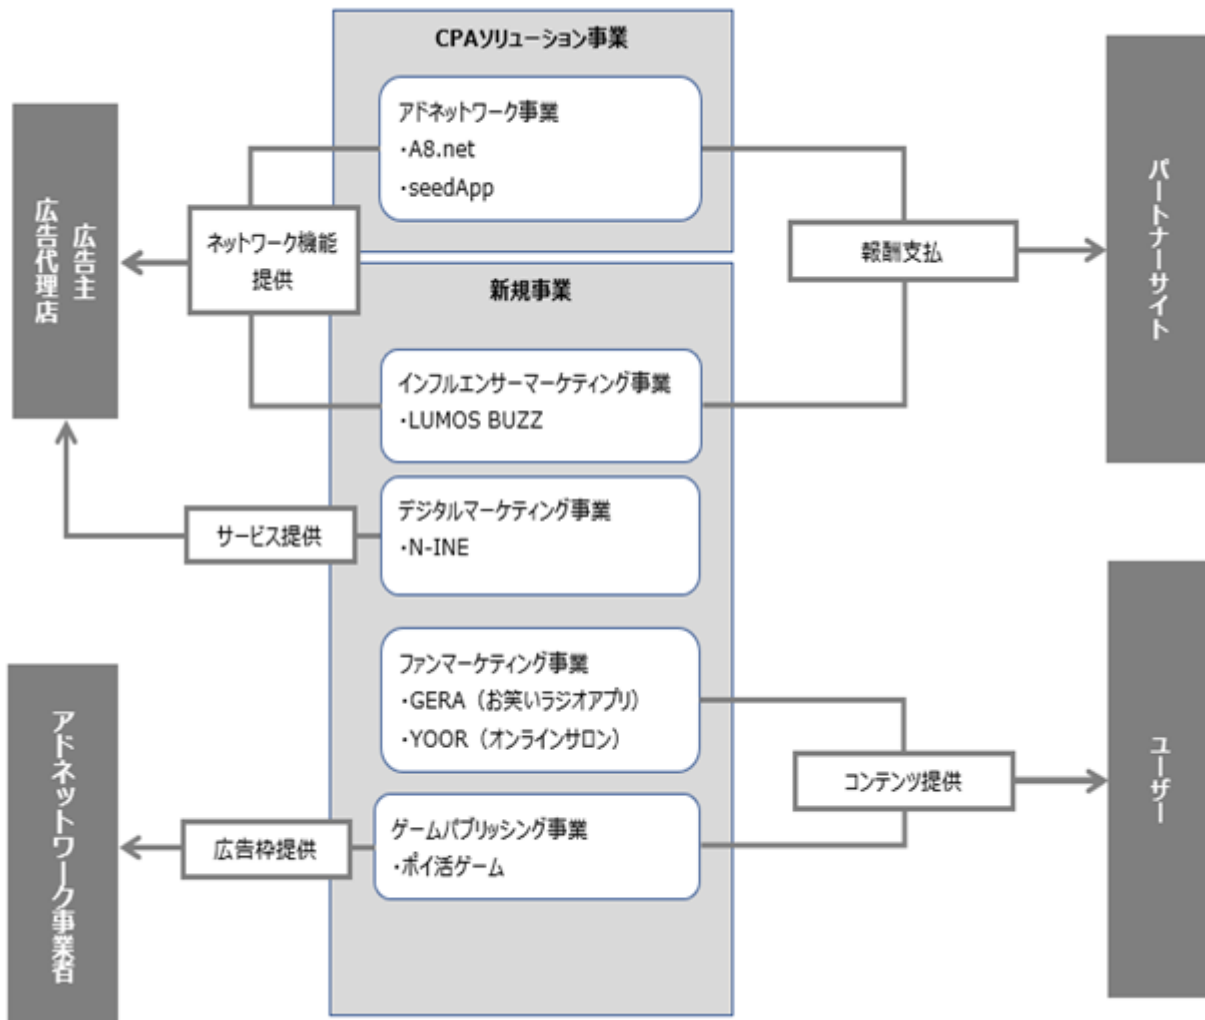 CPAソリューション事業
アドネットワーク事業
・A8.net
・seedApp
広告主
広告代理店
ネットワーク機能
提供
報酬支払
パートナーサイト
新規事業
インフルエンサーマーケティング事業
・LUMOS BUZZ
サービス提供
デジタルマーケティング事業
・N-INE
ファンマーケティング事業
・GERA（お笑いラジオアプリ）
・YOOR（オンラインサロン）
コンテンツ提供
ユーザー
アドネットワーク事業者
広告枠提供
ゲームパブリッシング事業
・ポイ活ゲーム